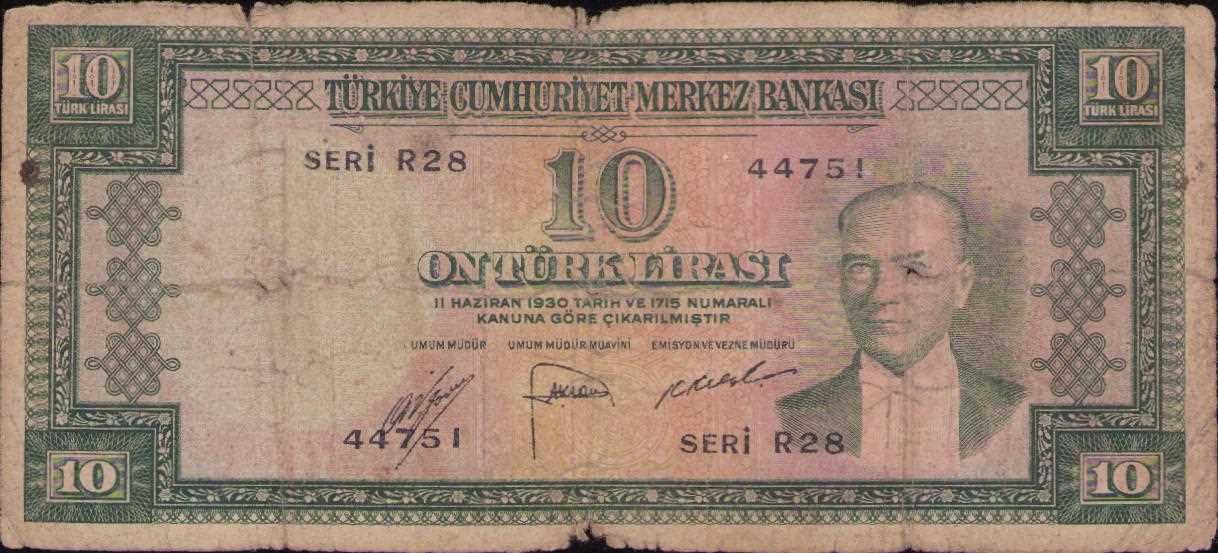 10 TÜRK LİRASI
10 TÜRK LİRASI
TÜRKİYE CUMHURİYET MERKEZ BANKASI
SERİ R28
44751
10
ON TÜRK LİRASI
11 HAZİRAN 1930 TARİH VE 1715 NUMARALI
KANUNA GÖRE ÇIKARILMIŞTIR
UMUM MÜDÜR UMUM MÜDÜR MUAVİNİ EMİSYON VE VEZNE MÜDÜRÜ
44751
SERİ R28
10
10